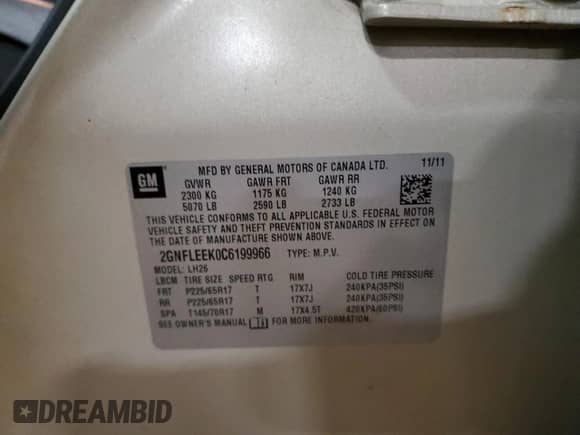 MFD BY GENERAL MOTORS OF CANADA LTD. 11/11
GM
GVWR GAWR FRT GAWR RR
2300 KG 1175 KG 1240 KG
5070 LB 2590 LB 2733 LB
THIS VEHICLE CONFORMS TO ALL APPLICABLE U.S. FEDERAL MOTOR
VEHICLE SAFETY AND THEFT PREVENTION STANDARDS IN EFFECT ON
THE DATE OF MANUFACTURE SHOWN ABOVE.
2GNFLEEK0C6199966 TYPE: M.P.V.
MODEL: LH26
LBCM TIRE SIZE SPEED RTG. RIM COLD TIRE PRESSURE
FRT P225/65R17 T 17X7J 240KPA(35PSI)
RR P225/65R17 T 17X7J 240KPA(35PSI)
SPA T145/70R17 M 17X4.5T 420KPA(60PSI)
SEE OWNER'S MANUAL FOR MORE INFORMATION.
DREAMBID